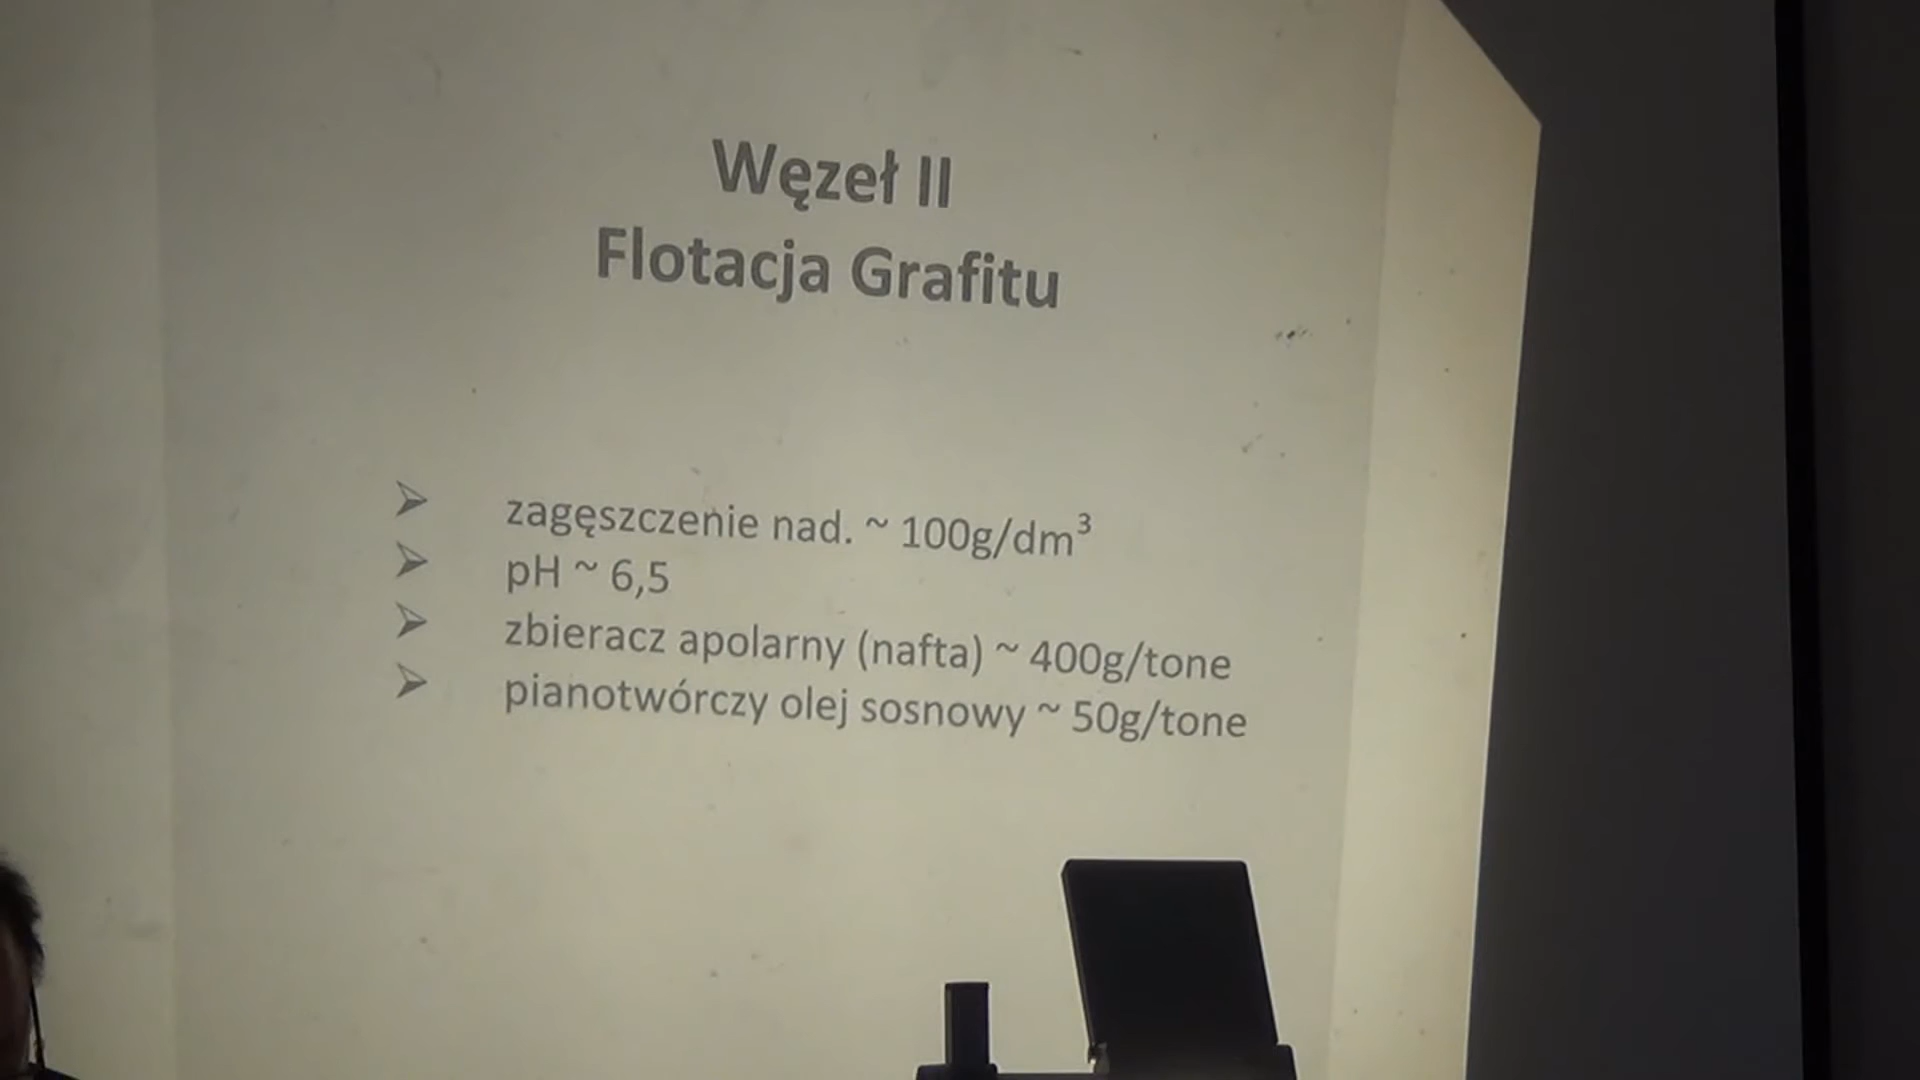 Węzeł II
Flotacja Grafitu
➢ zagęszczenie nad. ~ 100g/dm³
➢ pH ~ 6,5
➢ zbieracz apolarny (nafta) ~ 400g/tone
➢ pianotwórczy olej sosnowy ~ 50g/tone